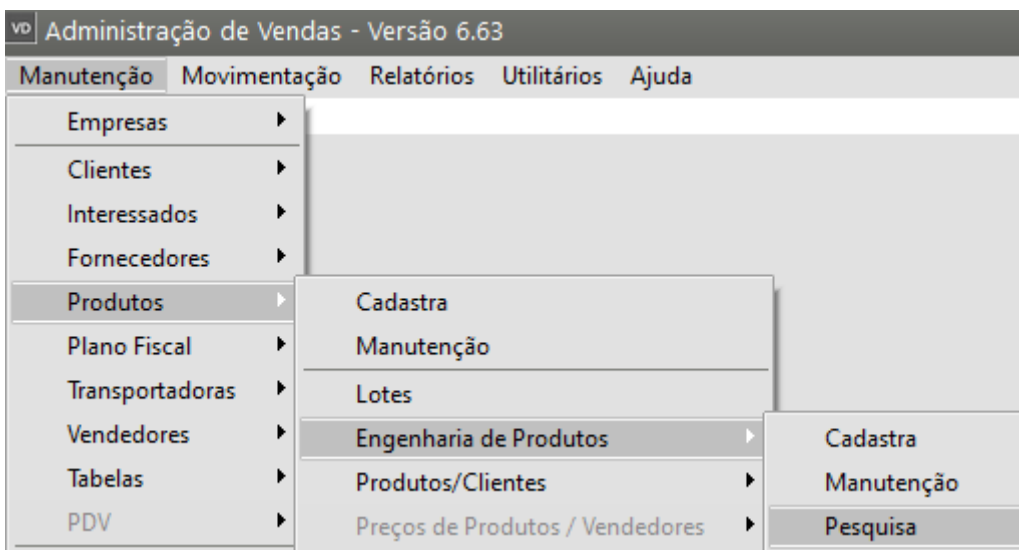 VD Administração de Vendas - Versão 6.63
Manutenção Movimentação Relatórios Utilitários Ajuda
Empresas
Clientes
Interessados
Fornecedores
Produtos
Plano Fiscal
Transportadoras
Vendedores
Tabelas
PDV
Cadastra
Manutenção
Lotes
Engenharia de Produtos
Produtos/Clientes
Preços de Produtos / Vendedores
Cadastra
Manutenção
Pesquisa